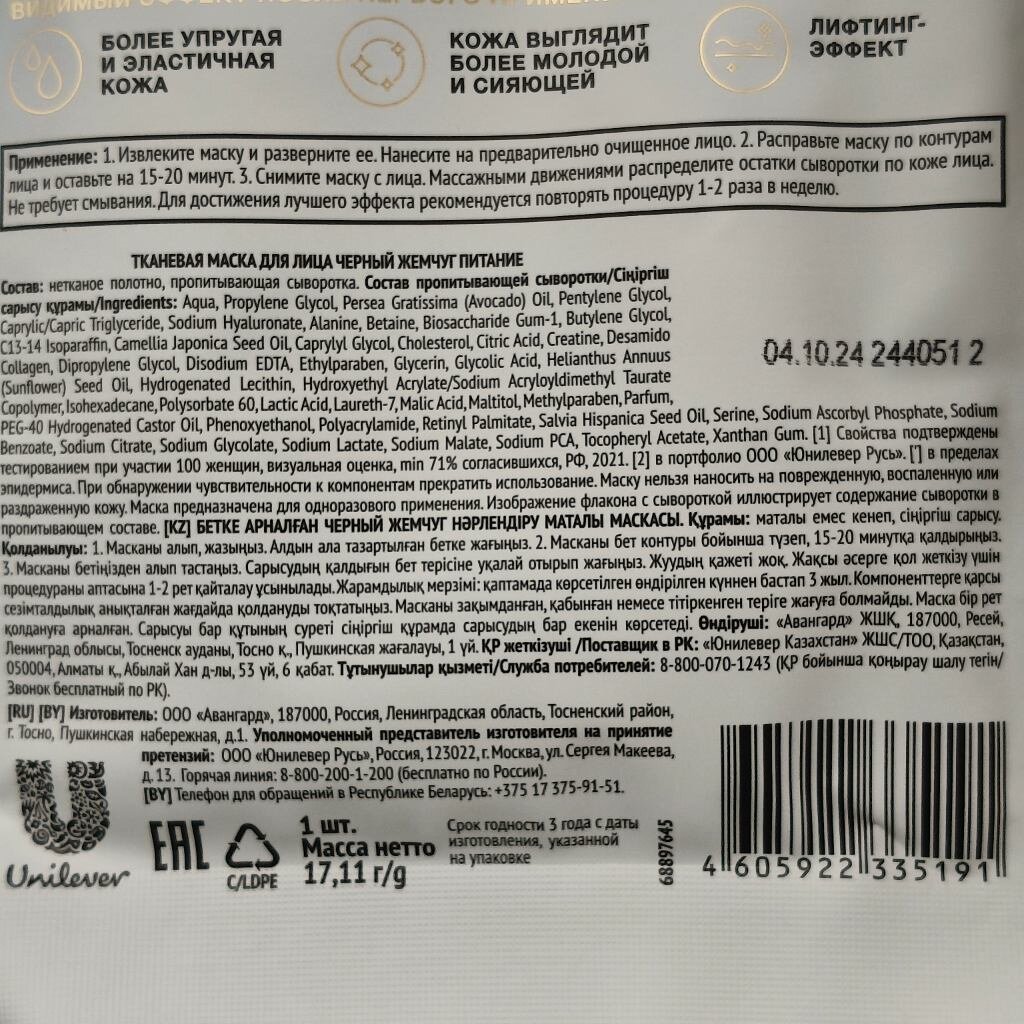 ВИДИМЫЙ ЭФФЕКТ ПОСЛЕ ПЕРВОГО
БОЛЕЕ УПРУГАЯ
И ЭЛАСТИЧНАЯ
КОЖА
КОЖА ВЫГЛЯДИТ
БОЛЕЕ МОЛОДОЙ
И СИЯЮЩЕЙ
ЛИФТИНГ-
ЭФФЕКТ
Применение: 1. Извлеките маску и разверните ее. Нанесите на предварительно очищенное лицо. 2. Расправьте маску по контурам
лица и оставьте на 15-20 минут. 3. Снимите маску с лица. Массажными движениями распределите остатки сыворотки по коже лица.
Не требует смывания. Для достижения лучшего эффекта рекомендуется повторять процедуру 1-2 раза в неделю.
ТКАНЕВАЯ МАСКА ДЛЯ ЛИЦА ЧЕРНЫЙ ЖЕМЧУГ ПИТАНИЕ
Состав: нетканое полотно, пропитывающая сыворотка. Состав пропитывающей сыворотки/Сіңіргіш
сарысу құрамы/Ingredients: Aqua, Propylene Glycol, Persea Gratissima (Avocado) Oil, Pentylene Glycol,
Caprylic/Capric Triglyceride, Sodium Hyaluronate, Alanine, Betaine, Biosaccharide Gum-1, Butylene Glycol,
C13-14 Isoparaffin, Camellia Japonica Seed Oil, Caprylyl Glycol, Cholesterol, Citric Acid, Creatine, Desamido
Collagen, Dipropylene Glycol, Disodium EDTA, Ethylparaben, Glycerin, Glycolic Acid, Helianthus Annuus
(Sunflower) Seed Oil, Hydrogenated Lecithin, Hydroxyethyl Acrylate/Sodium Acryloyldimethyl Taurate
Copolymer, Isohexadecane, Polysorbate 60, Lactic Acid, Laureth-7, Malic Acid, Maltitol, Methylparaben, Parfum,
PEG-40 Hydrogenated Castor Oil, Phenoxyethanol, Polyacrylamide, Retinyl Palmitate, Salvia Hispanica Seed Oil, Serine, Sodium Ascorbyl Phosphate, Sodium
Benzoate, Sodium Citrate, Sodium Glycolate, Sodium Lactate, Sodium Malate, Sodium PCA, Tocopheryl Acetate, Xanthan Gum. [1] Свойства подтверждены
тестированием при участии 100 женщин, визуальная оценка, min 71% согласившихся, РФ, 2021. [2] в портфолио ООО «Юнилевер Русь». [*] в пределах
эпидермиса. При обнаружении чувствительности к компонентам прекратить использование. Маску нельзя наносить на поврежденную, воспаленную или
раздраженную кожу. Маска предназначена для одноразового применения. Изображение флакона с сывороткой иллюстрирует содержание сыворотки в
пропитывающем составе. [KZ] БЕТКЕ АРНАЛҒАН ЧЕРНЫЙ ЖЕМЧУГ НӘРЛЕНДІРУ МАТАЛЫ МАСКАСЫ. Құрамы: маталы емес кенеп, сіңіргіш сарысу.
Қолданылуы: 1. Масканы алып, жазыңыз. Алдын ала тазартылған бетке жағыңыз. 2. Масканы бет контуры бойынша түзеп, 15-20 минутқа қалдырыңыз.
3. Масканы бетіңізден алып тастаңыз. Сарысудың қалдығын бет терісіне уқалай отырып жағыңыз. Жуудың қажеті жоқ. Жақсы әсерге қол жеткізу үшін
процедураны аптасына 1-2 рет қайталау ұсынылады. Жарамдылық мерзімі: қаптамада көрсетілген өндірілген күннен бастап 3 жыл. Компоненттерге қарсы
сезімталдылық анықталған жағдайда қолдануды тоқтатыңыз. Масканы зақымданған, қабынған немесе тітіркенген теріге жағуға болмайды. Маска бір рет
қолдануға арналған. Сарысуы бар құтының суреті сіңіргіш құрамда сарысудың бар екенін көрсетеді. Өндіруші: «Авангард» ЖШҚ, 187000, Ресей,
Ленинград облысы, Тосненск ауданы, Тосно қ., Пушкинская жағалауы, 1 үй. ҚР жеткізуші /Поставщик в РК: «Юнилевер Казахстан» ЖШС/ТОО, Қазақстан,
050004, Алматы қ., Абылай Хан д-лы, 53 үй, 6 қабат. Тұтынушылар қызметі/Служба потребителей: 8-800-070-1243 (ҚР бойынша қоңырау шалу тегін/
Звонок бесплатный по РК).
04.10.24 244051 2
[RU] [BY] Изготовитель: ООО «Авангард», 187000, Россия, Ленинградская область, Тосненский район,
г. Тосно, Пушкинская набережная, д.1. Уполномоченный представитель изготовителя на принятие
претензий: ООО «Юнилевер Русь», Россия, 123022, г. Москва, ул. Сергея Макеева,
д. 13. Горячая линия: 8-800-200-1-200 (бесплатно по России).
[BY] Телефон для обращений в Республике Беларусь: +375 17 375-91-51.
Unilever
EAC
C/LDPE
1 шт.
Масса нетто
17,11 г/g
Срок годности 3 года с даты
изготовления, указанной
на упаковке
68897645
4 605922 335191